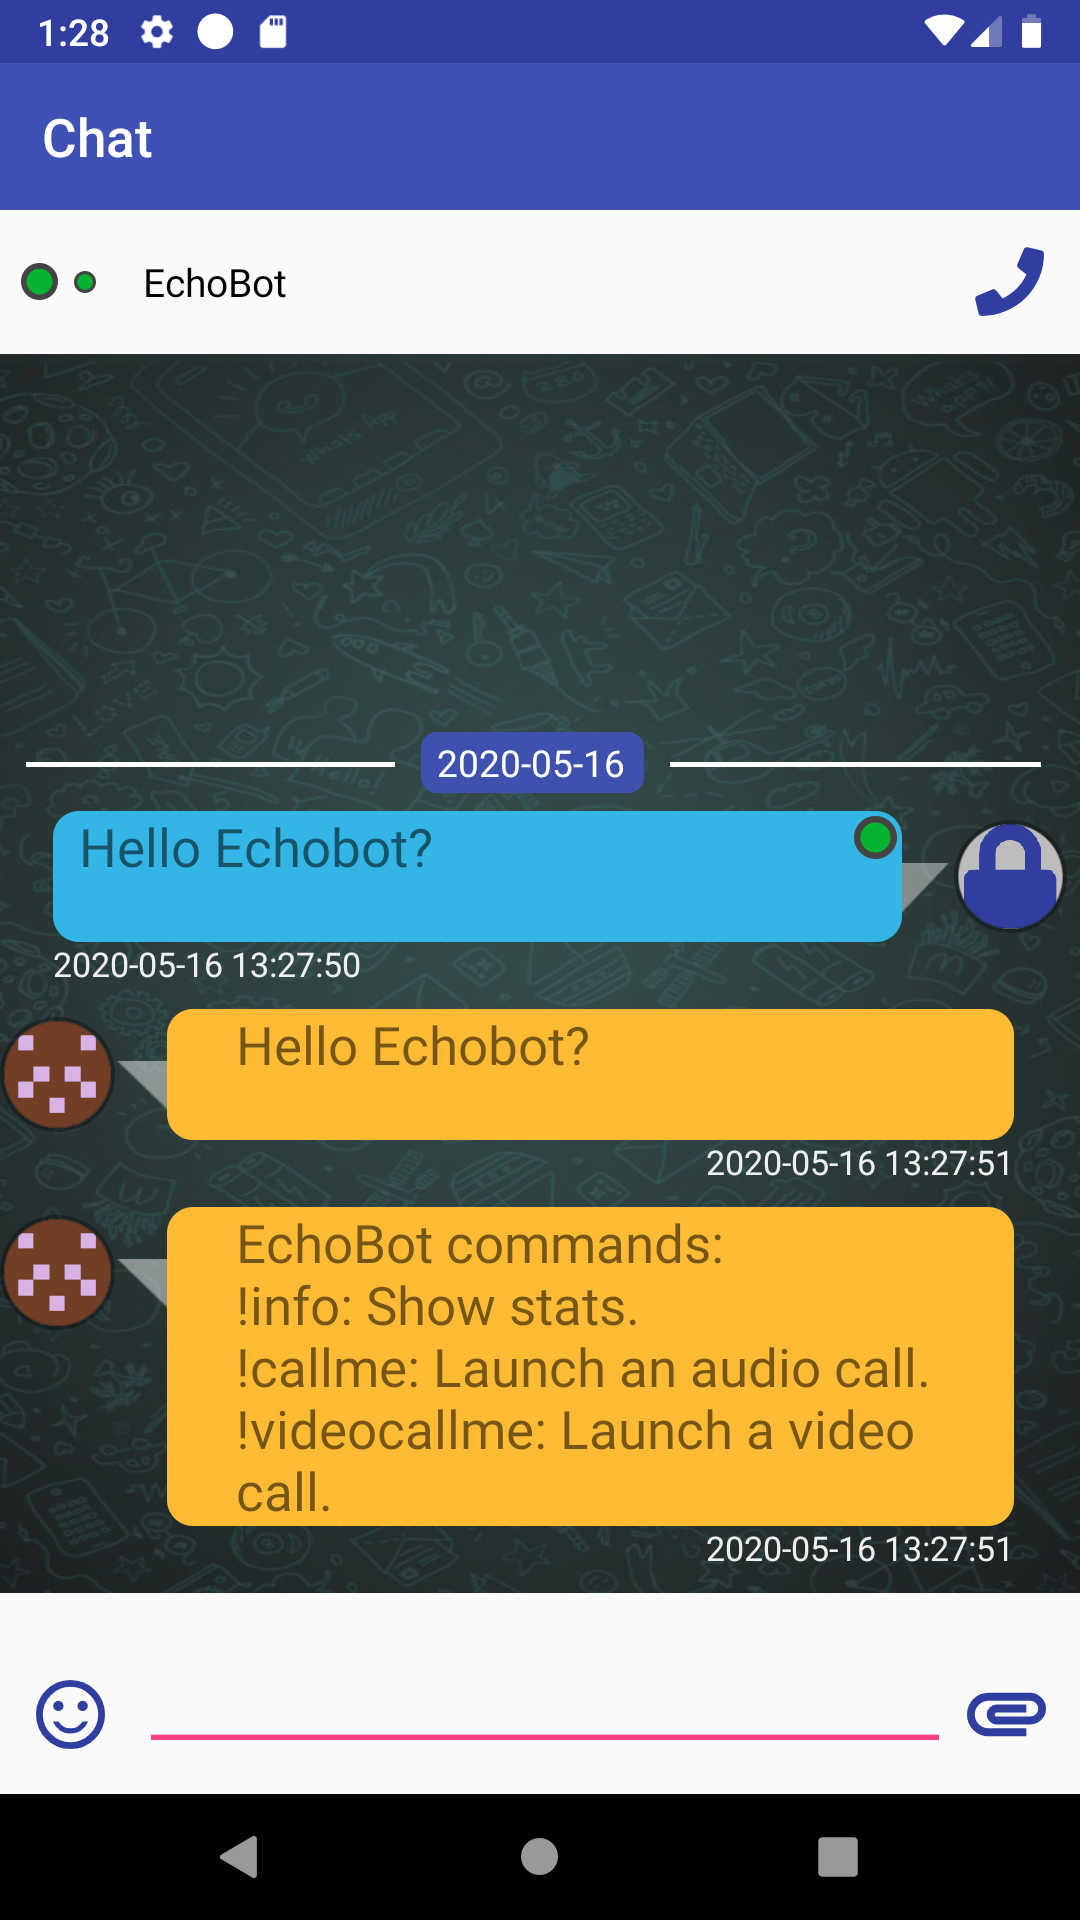 1:28
Chat
EchoBot
2020-05-16
Hello Echobot?
2020-05-16 13:27:50
Hello Echobot?
2020-05-16 13:27:51
EchoBot commands:
!info: Show stats.
!callme: Launch an audio call.
!videocallme: Launch a video
call.
2020-05-16 13:27:51